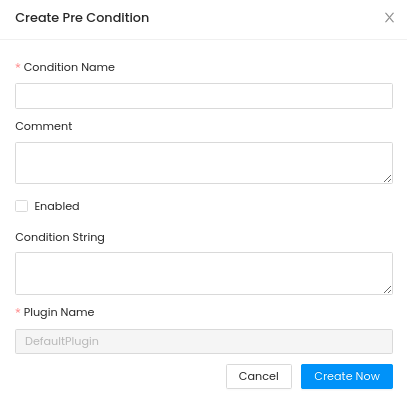 Create Pre Condition
* Condition Name
Comment
Enabled
Condition String
* Plugin Name
DefaultPlugin
Cancel
Create Now